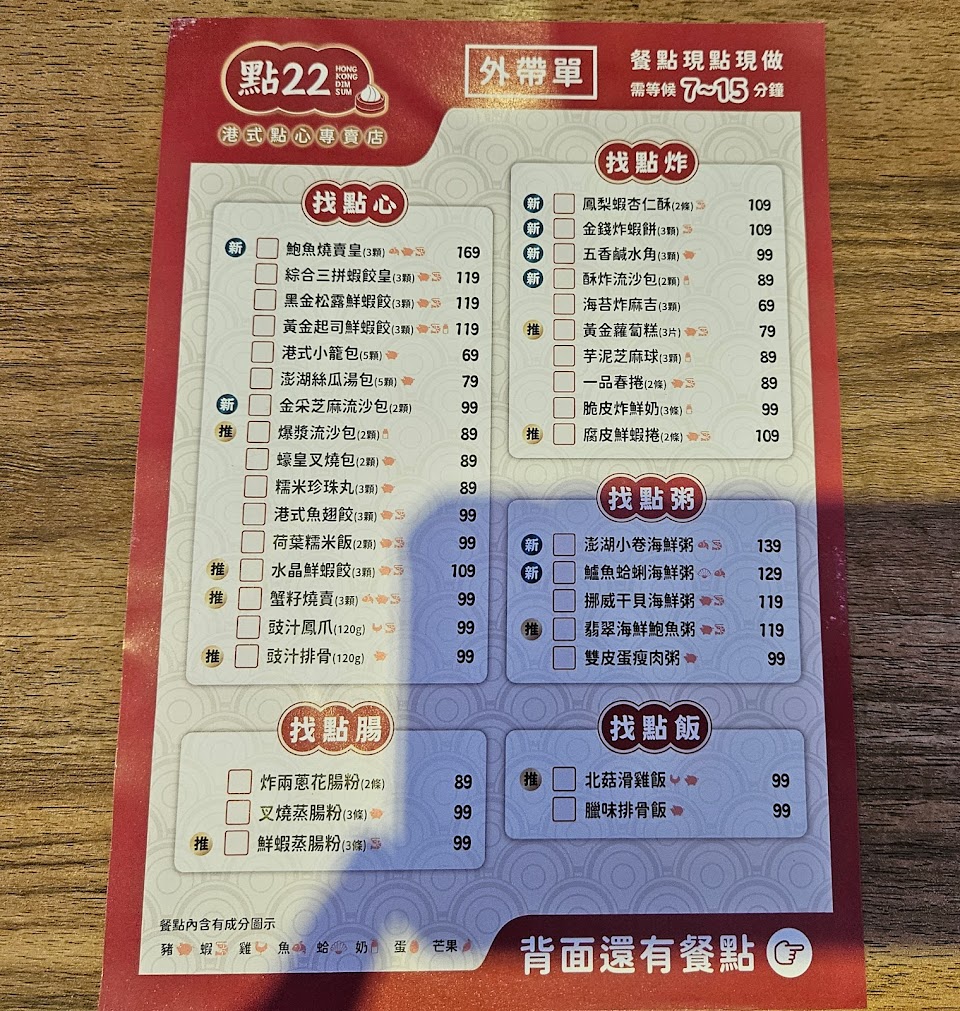 點22
HONG
KONG
DIM
SUM
港式點心專賣店
外帶單
餐點現點現做
需等候 7~15 分鐘
找點心
新 鮑魚燒賣皇(3顆) 169
綜合三拼蝦餃皇(3顆) 119
黑金松露鮮蝦餃(3顆) 119
黃金起司鮮蝦餃(3顆) 119
港式小籠包(5顆) 69
澎湖絲瓜湯包(5顆) 79
新 金采芝麻流沙包(2顆) 99
推 爆漿流沙包(2顆) 89
蠔皇叉燒包(2顆) 89
糯米珍珠丸(3顆) 89
港式魚翅餃(3顆) 99
荷葉糯米飯(2顆) 99
推 水晶鮮蝦餃(3顆) 109
推 蟹籽燒賣(3顆) 99
豉汁鳳爪(120g) 99
推 豉汁排骨(120g) 99
找點腸
炸兩蔥花腸粉(2條) 89
叉燒蒸腸粉(3條) 99
推 鮮蝦蒸腸粉(3條) 99
找點炸
新 鳳梨蝦杏仁酥(2條) 109
新 金錢炸蝦餅(3顆) 109
新 五香鹹水角(3顆) 99
新 酥炸流沙包(2顆) 89
海苔炸麻吉(3顆) 69
推 黃金蘿蔔糕(3片) 79
芋泥芝麻球(3顆) 89
一品春捲(2條) 89
脆皮炸鮮奶(3條) 99
推 腐皮鮮蝦捲(2條) 109
找點粥
新 澎湖小卷海鮮粥 139
新 鱸魚蛤蜊海鮮粥 129
挪威干貝海鮮粥 119
推 翡翠海鮮鮑魚粥 119
雙皮蛋瘦肉粥 99
找點飯
推 北菇滑雞飯 99
臘味排骨飯 99
餐點內含有成分圖示
豬 蝦 雞 魚 蛤 奶 蛋 芒果
背面還有餐點